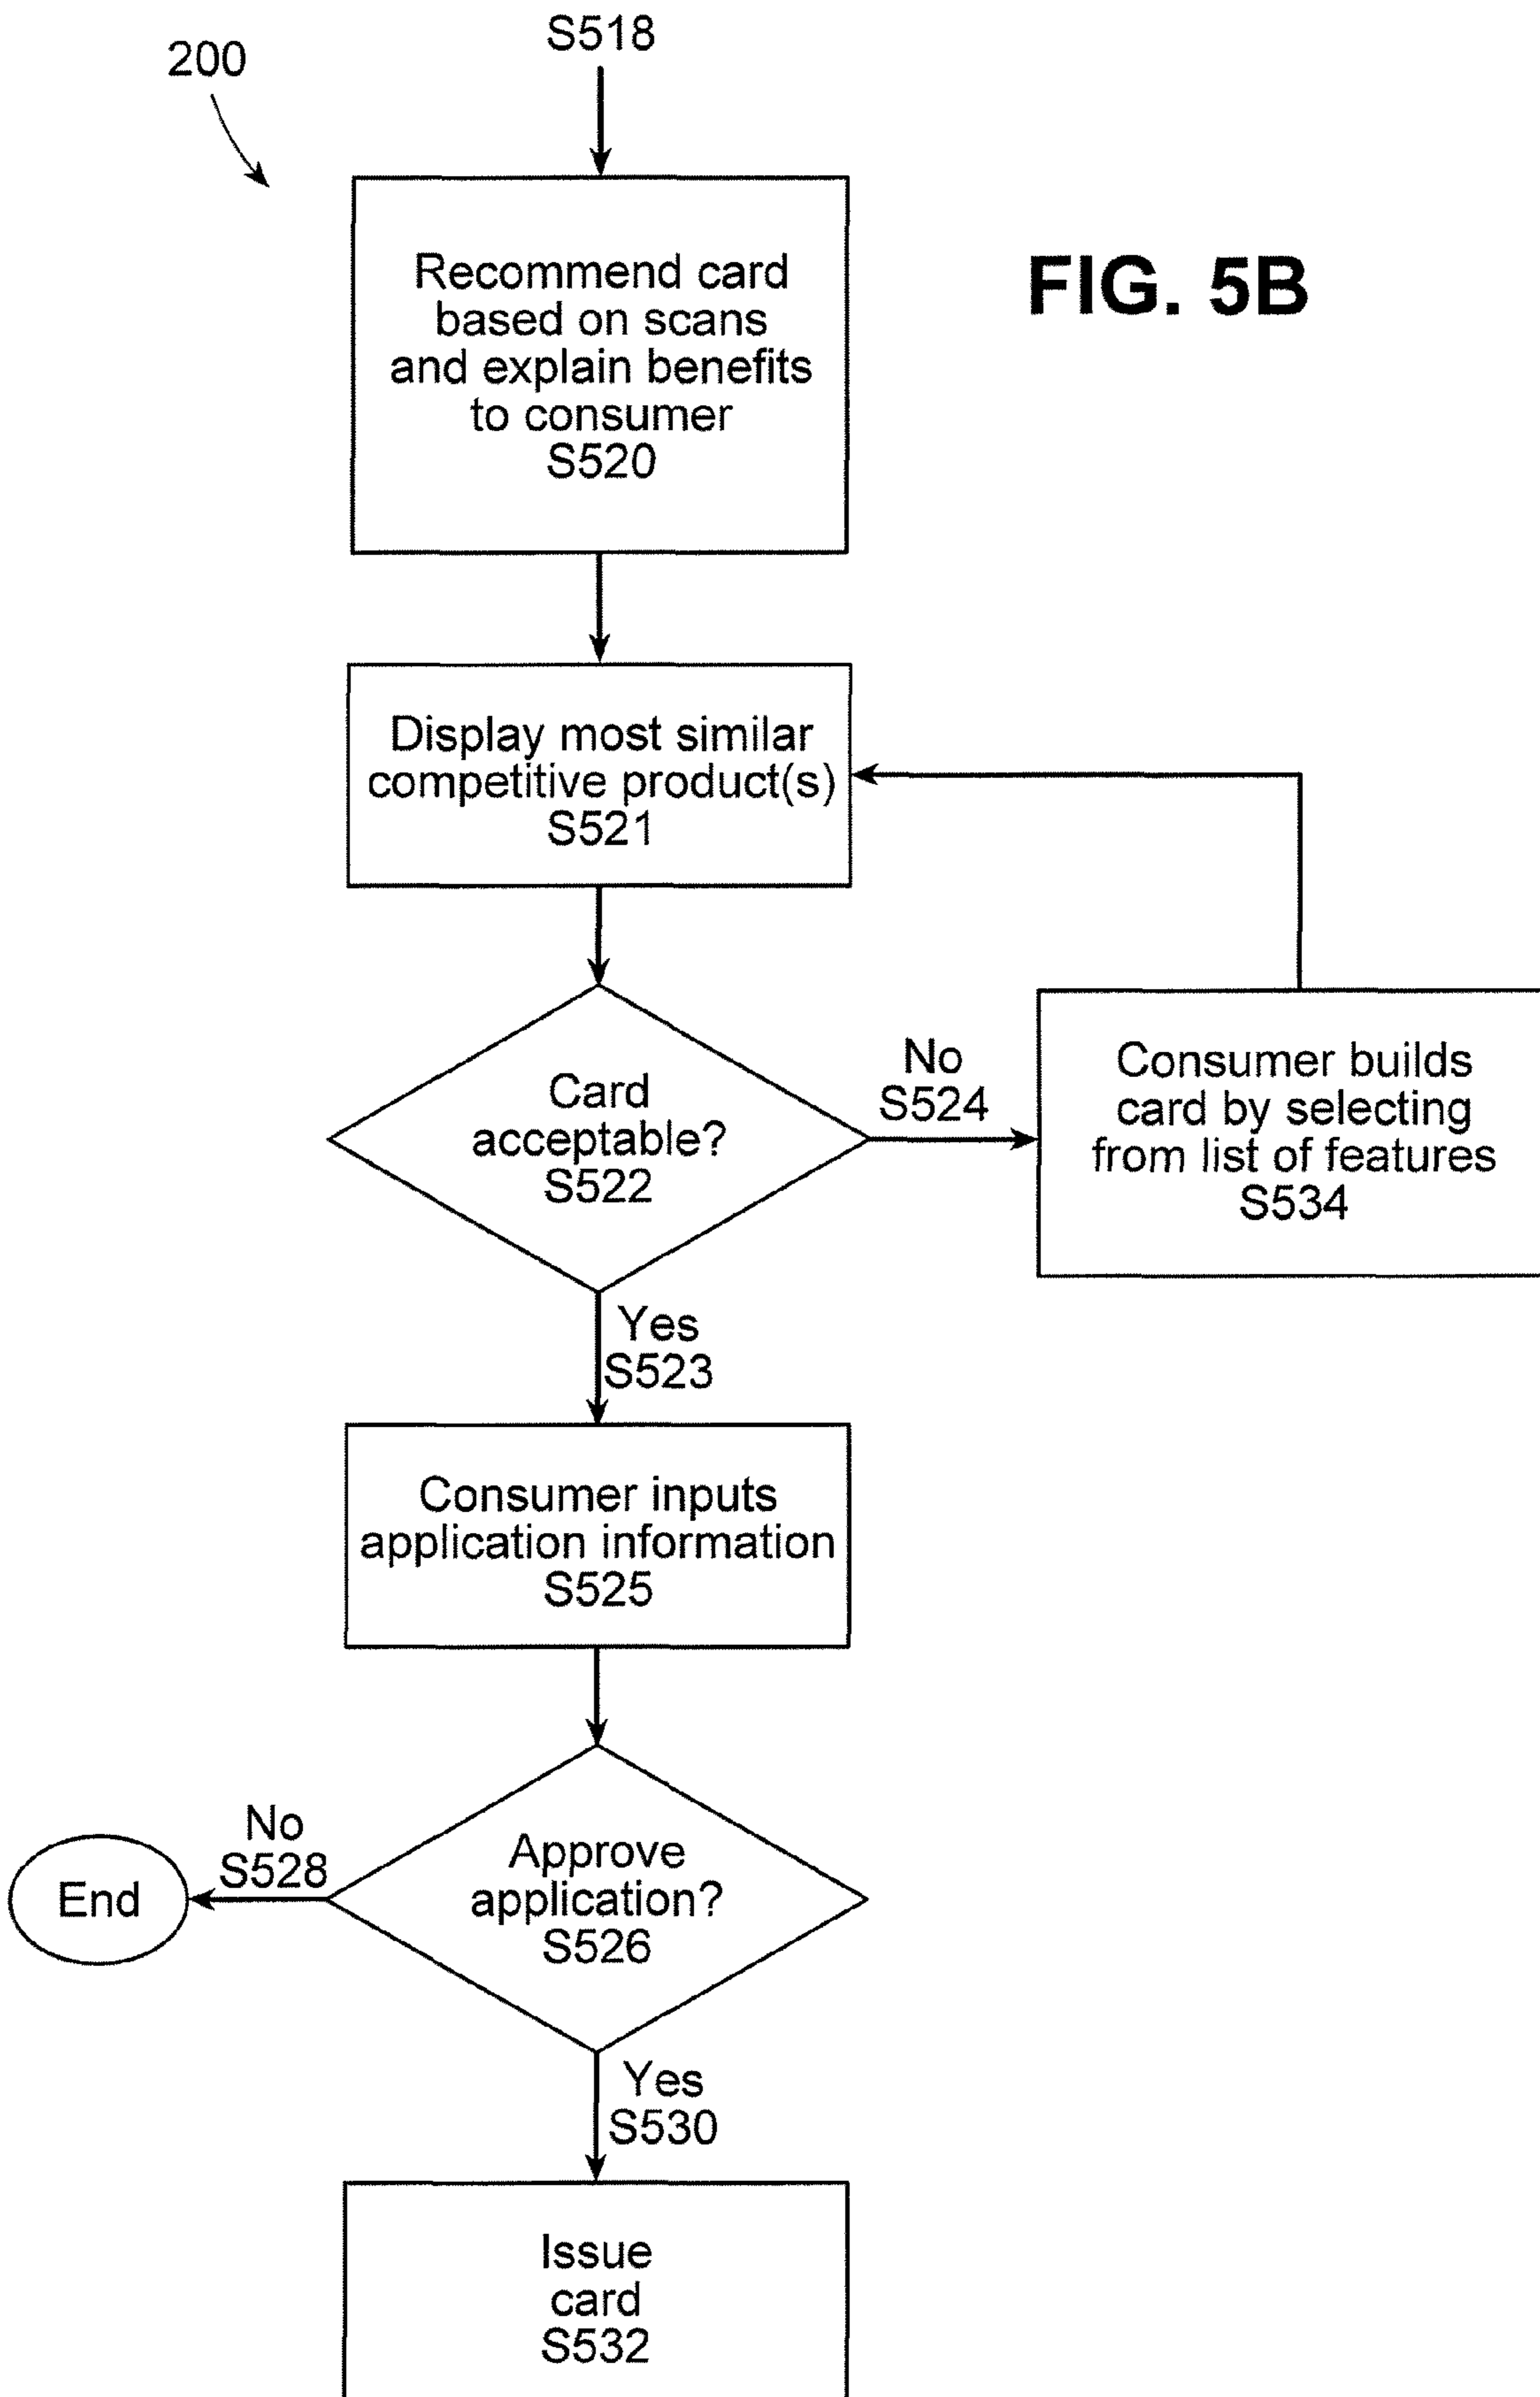 S518
200
FIG. 5B
Recommend card
based on scans
and explain benefits
to consumer
S520
Display most similar
competitive product(s)
S521
Card
acceptable?
S522
No
S524
Consumer builds
card by selecting
from list of features
S534
Yes
S523
Consumer inputs
application information
S525
Approve
application?
S526
No
S528
End
Yes
S530
Issue
card
S532